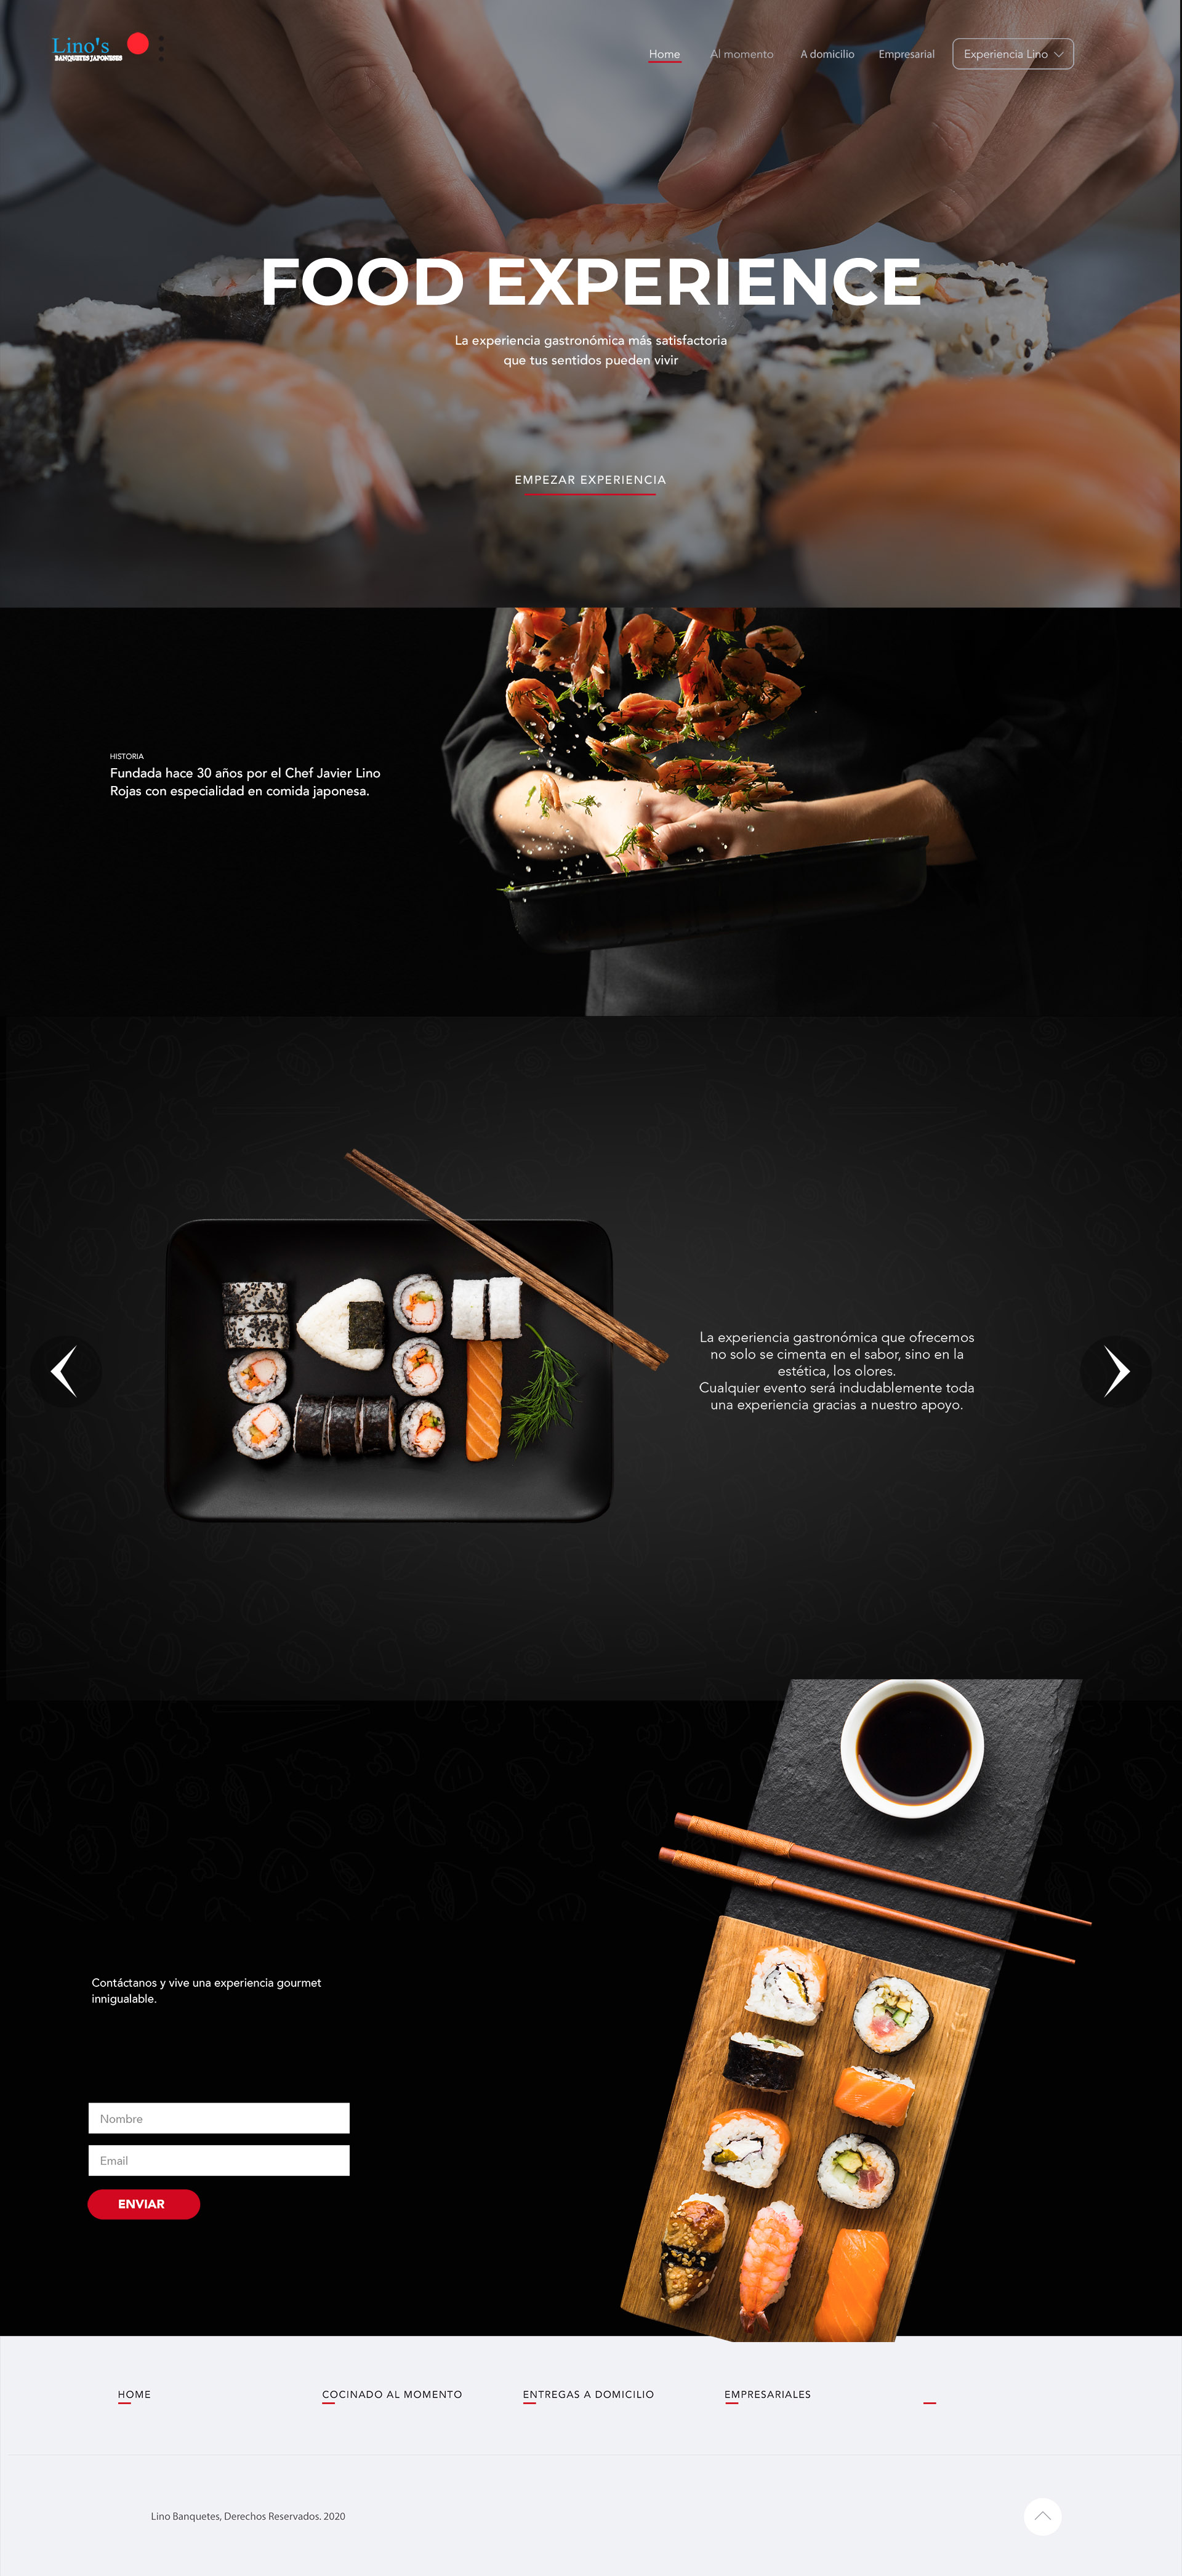 Lino's
BANQUETES JAPONESES
Home
Al momento
A domicilio
Empresarial
Experiencia Lino
FOOD EXPERIENCE
La experiencia gastronómica más satisfactoria
que tus sentidos pueden vivir
EMPEZAR EXPERIENCIA
HISTORIA
Fundada hace 30 años por el Chef Javier Lino
Rojas con especialidad en comida japonesa.
La experiencia gastronómica que ofrecemos
no solo se cimenta en el sabor, sino en la
estética, los olores.
Cualquier evento será indudablemente toda
una experiencia gracias a nuestro apoyo.
Contáctanos y vive una experiencia gourmet
innigualable.
Nombre
Email
ENVIAR
HOME
COCINADO AL MOMENTO
ENTREGAS A DOMICILIO
EMPRESARIALES
Lino Banquetes, Derechos Reservados. 2020